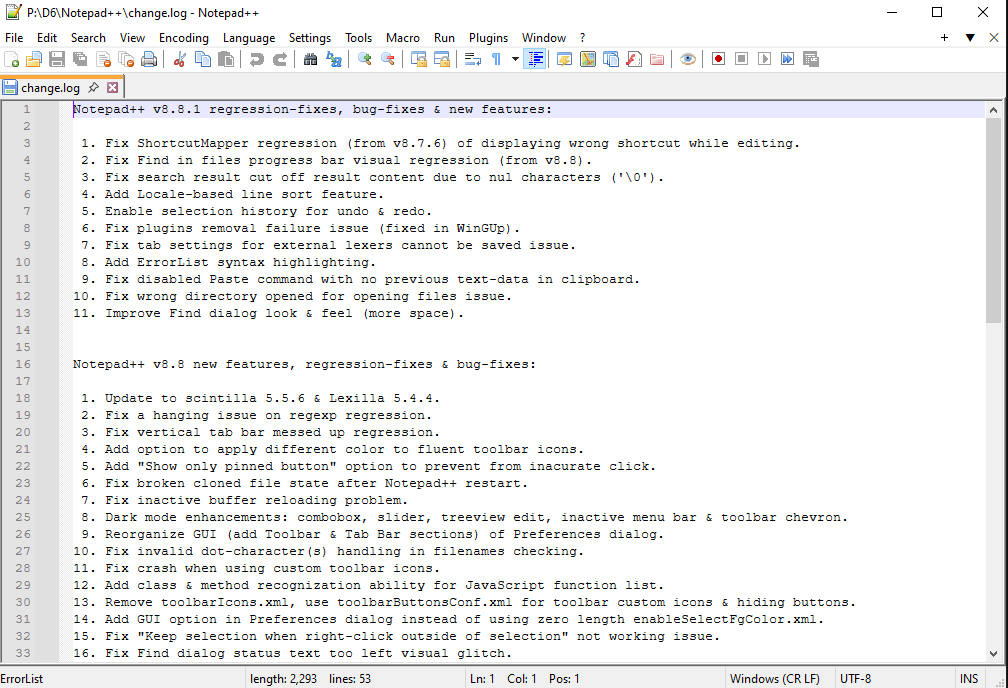 P:\D6\Notepad++\change.log - Notepad++
File Edit Search View Encoding Language Settings Tools Macro Run Plugins Window ?
change.log
1 Notepad++ v8.8.1 regression-fixes, bug-fixes & new features:
2
3 1. Fix ShortcutMapper regression (from v8.7.6) of displaying wrong shortcut while editing.
4 2. Fix Find in files progress bar visual regression (from v8.8).
5 3. Fix search result cut off result content due to nul characters ('\0').
6 4. Add Locale-based line sort feature.
7 5. Enable selection history for undo & redo.
8 6. Fix plugins removal failure issue (fixed in WinGUp).
9 7. Fix tab settings for external lexers cannot be saved issue.
10 8. Add ErrorList syntax highlighting.
11 9. Fix disabled Paste command with no previous text-data in clipboard.
12 10. Fix wrong directory opened for opening files issue.
13 11. Improve Find dialog look & feel (more space).
14
15
16 Notepad++ v8.8 new features, regression-fixes & bug-fixes:
17
18 1. Update to scintilla 5.5.6 & Lexilla 5.4.4.
19 2. Fix a hanging issue on regexp regression.
20 3. Fix vertical tab bar messed up regression.
21 4. Add option to apply different color to fluent toolbar icons.
22 5. Add "Show only pinned button" option to prevent from inacurate click.
23 6. Fix broken cloned file state after Notepad++ restart.
24 7. Fix inactive buffer reloading problem.
25 8. Dark mode enhancements: combobox, slider, treeview edit, inactive menu bar & toolbar chevron.
26 9. Reorganize GUI (add Toolbar & Tab Bar sections) of Preferences dialog.
27 10. Fix invalid dot-character(s) handling in filenames checking.
28 11. Fix crash when using custom toolbar icons.
29 12. Add class & method recognization ability for JavaScript function list.
30 13. Remove toolbarIcons.xml, use toolbarButtonsConf.xml for toolbar custom icons & hiding buttons.
31 14. Add GUI option in Preferences dialog instead of using zero length enableSelectFgColor.xml.
32 15. Fix "Keep selection when right-click outside of selection" not working issue.
33 16. Fix Find dialog status text too left visual glitch.
ErrorList length: 2,293 lines: 53 Ln: 1 Col: 1 Pos: 1 Windows (CR LF) UTF-8 INS